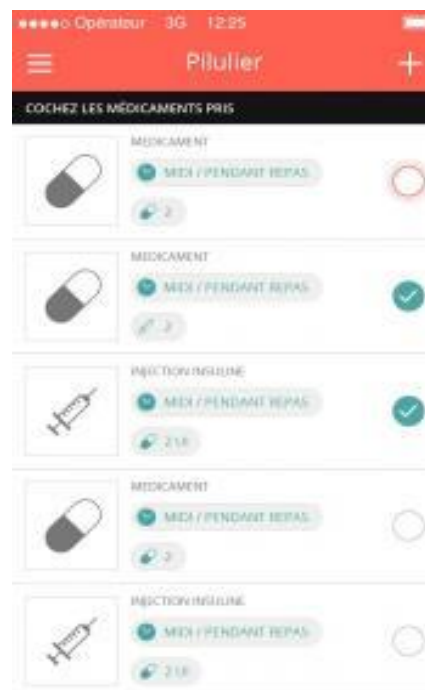 Opérateur 3G 12:25
Pilulier
COCHEZ LES MÉDICAMENTS PRIS
MEDICAMENT
MIDI / PENDANT REPAS
2
MEDICAMENT
MIDI / PENDANT REPAS
2
INJECTION INSULINE
MIDI / PENDANT REPAS
MEDICAMENT
MIDI / PENDANT REPAS
2
INJECTION INSULINE
MIDI / PENDANT REPAS